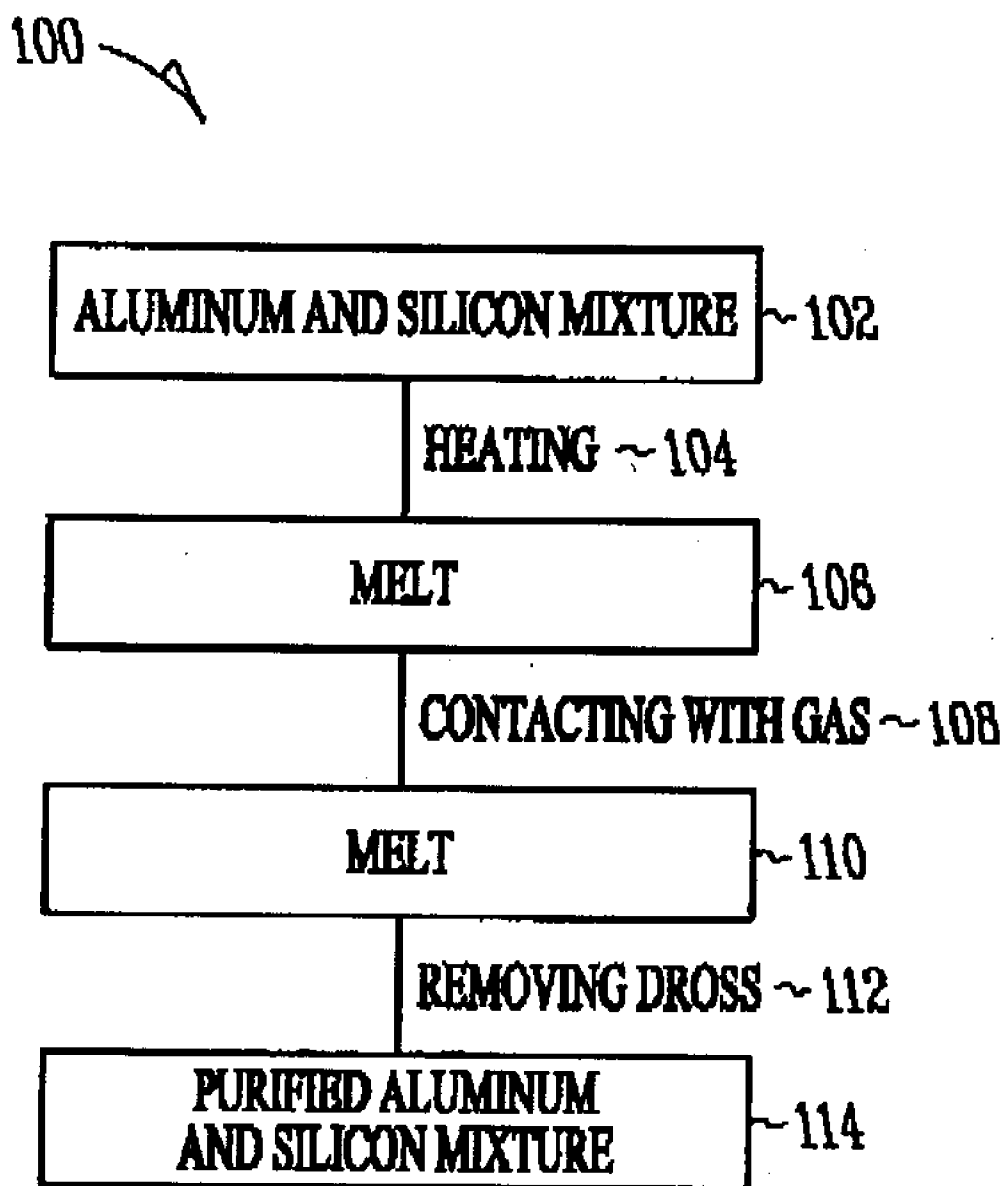 100
ALUMINUM AND SILICON MIXTURE ~102
HEATING ~104
MELT ~106
CONTACTING WITH GAS ~108
MELT ~110
REMOVING DROSS ~112
PURIFIED ALUMINUM
AND SILICON MIXTURE ~114